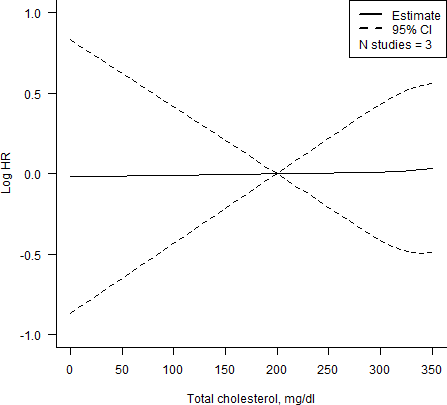 Estimate
95% CI
N studies = 3
1.0
0.5
0.0
-0.5
-1.0
Log HR
0 50 100 150 200 250 300 350
Total cholesterol, mg/dl